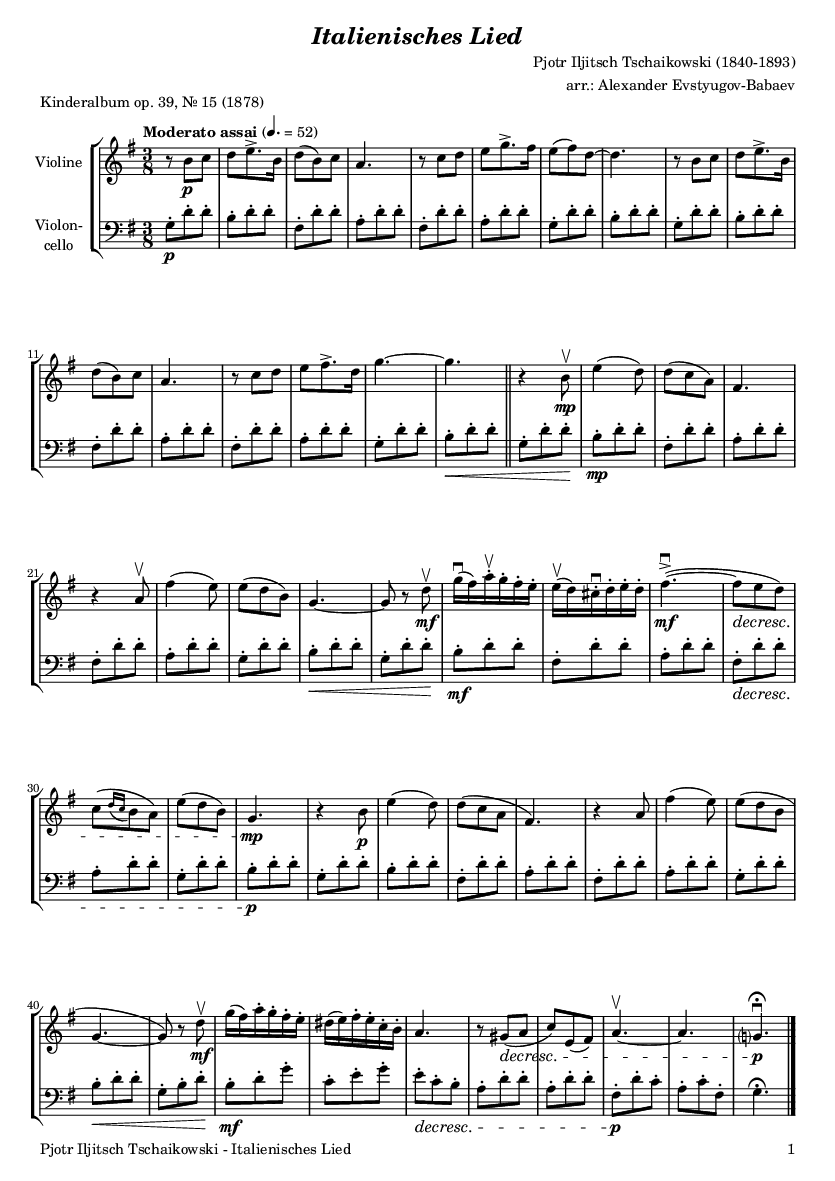 Italienisches Lied
Pjotr Iljitsch Tschaikowski (1840-1893)
arr.: Alexander Evstyugov-Babaev
Kinderalbum op. 39, № 15 (1878)
Moderato assai (♩. = 52)
Violine
p
Violon-
cello
p
11
mp
mp
21
mf
mf
decresc.
mf
decresc.
30
mp
p
p
40
mf
decresc.
p
mf
decresc.
p
Pjotr Iljitsch Tschaikowski - Italienisches Lied
1